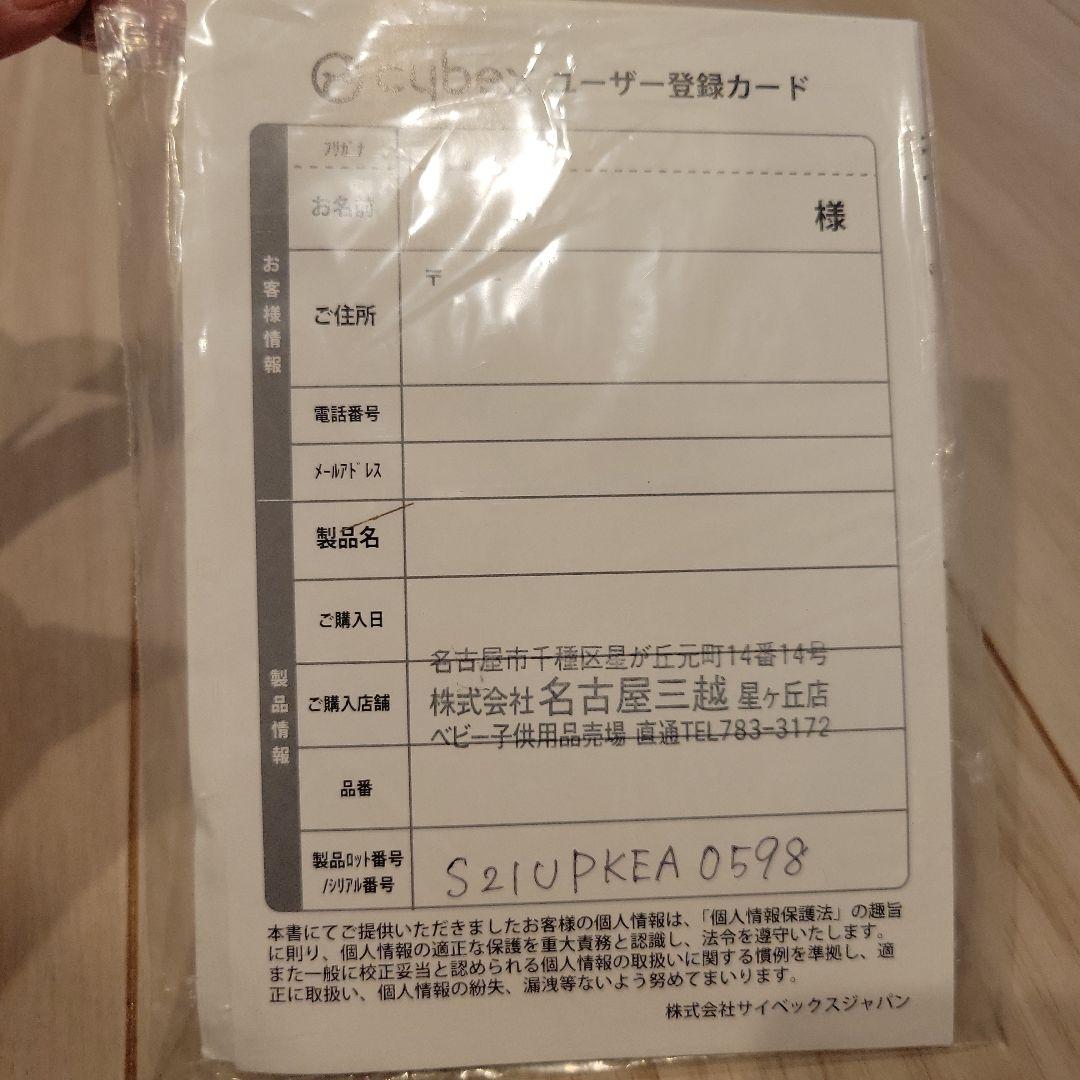 cybex ユーザー登録カード
お客様情報
ﾌﾘｶﾞﾅ
お名前
様
ご住所
〒 -
電話番号
ﾒｰﾙｱﾄﾞﾚｽ
製品情報
製品名
ご購入日
ご購入店舗
名古屋市千種区星が丘元町14番14号
株式会社 名古屋三越 星ヶ丘店
ベビー子供用品売場 直通TEL783-3172
品番
製品ﾛｯﾄ番号
/ｼﾘｱﾙ番号
S21UPKEA0598
本書にてご提供いただきましたお客様の個人情報は、「個人情報保護法」の趣旨
に則り、個人情報の適正な保護を重大責務と認識し、法令を遵守いたします。
また一般に校正妥当と認められる個人情報の取扱いに関する慣例を準拠し、適
正に取扱い、個人情報の紛失、漏洩等ないよう努めてまいります。
株式会社サイベックスジャパン